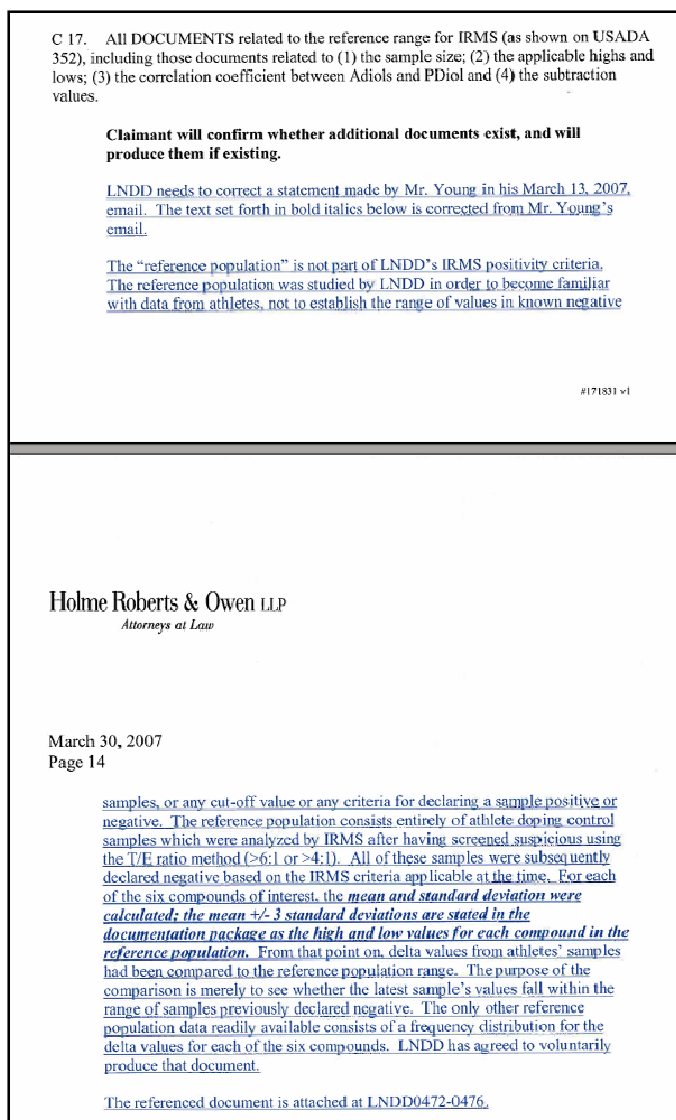 C 17. All DOCUMENTS related to the reference range for IRMS (as shown on USADA
352), including those documents related to (1) the sample size; (2) the applicable highs and
lows; (3) the correlation coefficient between Adiols and PDiol and (4) the subtraction
values.
Claimant will confirm whether additional documents exist, and will
produce them if existing.
LNDD needs to correct a statement made by Mr. Young in his March 13, 2007,
email. The text set forth in bold italics below is corrected from Mr. Young's
email.
The "reference population" is not part of LNDD's IRMS positivity criteria.
The reference population was studied by LNDD in order to become familiar
with data from athletes, not to establish the range of values in known negative
#171831 v1
Holme Roberts & Owen LLP
Attorneys at Law
March 30, 2007
Page 14
samples, or any cut-off value or any criteria for declaring a sample positive or
negative. The reference population consists entirely of athlete doping control
samples which were analyzed by IRMS after having screened suspicious using
the T/E ratio method (>6:1 or >4:1). All of these samples were subsequently
declared negative based on the IRMS criteria applicable at the time. For each
of the six compounds of interest, the mean and standard deviation were
calculated; the mean +/- 3 standard deviations are stated in the
documentation package as the high and low values for each compound in the
reference population. From that point on, delta values from athletes' samples
had been compared to the reference population range. The purpose of the
comparison is merely to see whether the latest sample's values fall within the
range of samples previously declared negative. The only other reference
population data readily available consists of a frequency distribution for the
delta values for each of the six compounds. LNDD has agreed to voluntarily
produce that document.
The referenced document is attached at LNDD0472-0476.